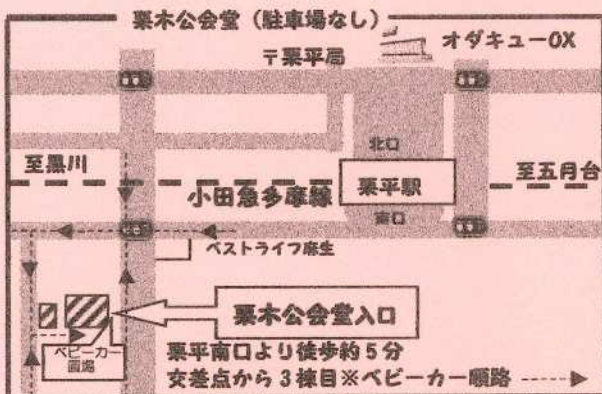 栗木公会堂（駐車場なし）
オダキューOX
〒栗平局
北口
至黒川
小田急多摩線
栗平駅
至五月台
南口
ベストライフ麻生
栗木公会堂入口
ベビーカー
置場
栗平南口より徒歩約5分
交差点から3棟目※ベビーカー順路